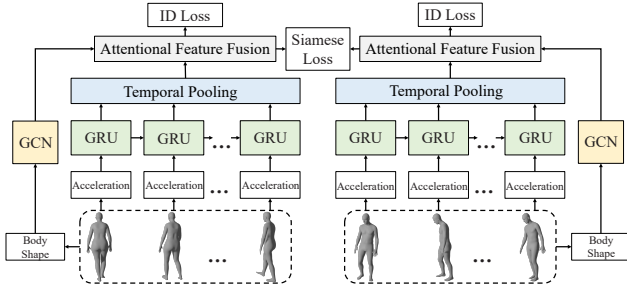 ID Loss
ID Loss
Attentional Feature Fusion
Siamese
Loss
Attentional Feature Fusion
Temporal Pooling
Temporal Pooling
GCN
GRU
GRU
...
GRU
GRU
GRU
...
GRU
GCN
Acceleration
Acceleration
...
Acceleration
Acceleration
Acceleration
...
Acceleration
Body
Shape
...
...
Body
Shape